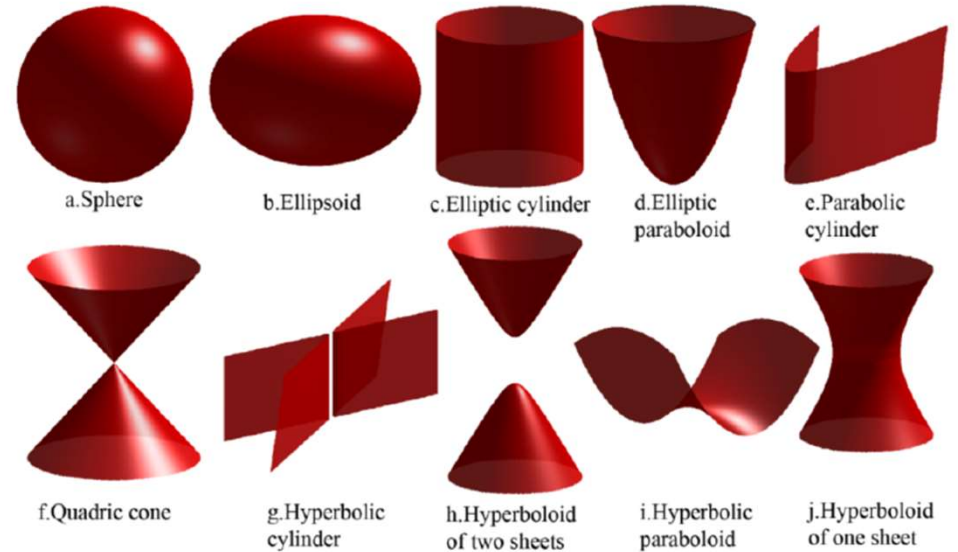 a.Sphere
b.Ellipsoid
c.Elliptic cylinder
d.Elliptic
paraboloid
e.Parabolic
cylinder
f.Quadric cone
g.Hyperbolic
cylinder
h.Hyperboloid
of two sheets
i.Hyperbolic
paraboloid
j.Hyperboloid
of one sheet